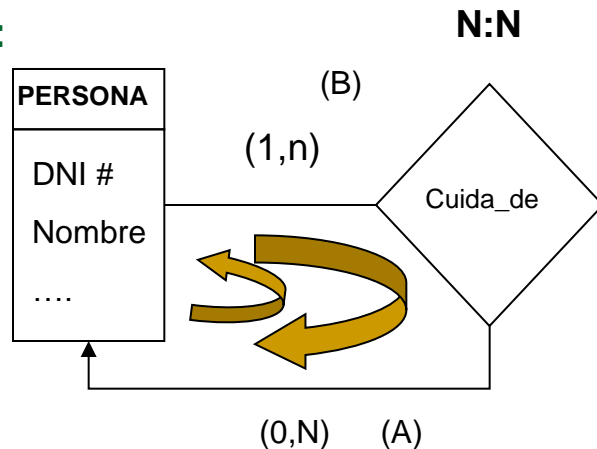 :
N:N
PERSONA
(B)
(1,n)
DNI #
Nombre
….
Cuida_de
(0,N) (A)